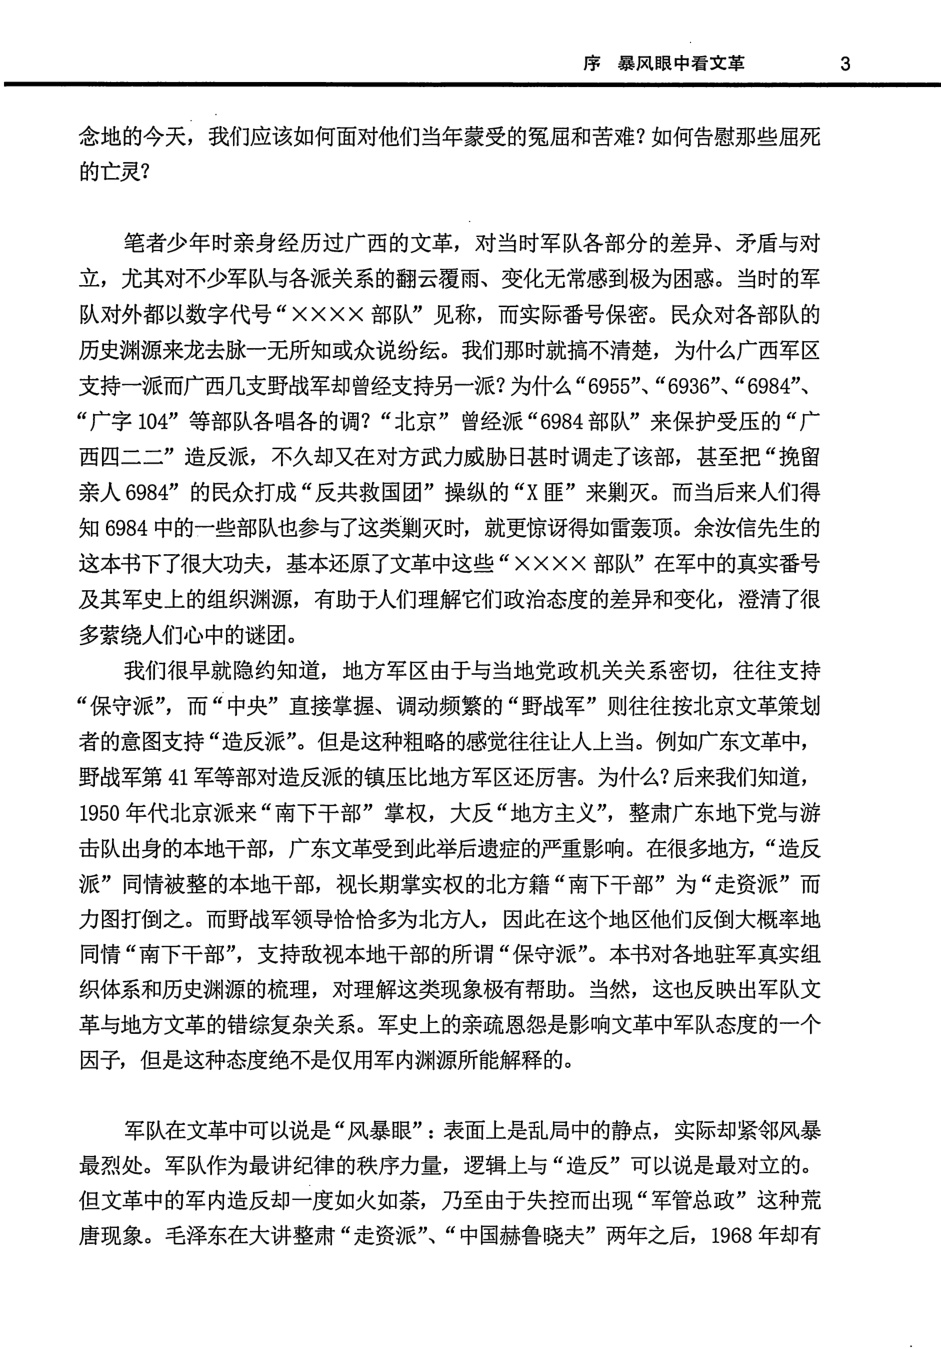 序　暴风眼中看文革　　3
念地的今天，我们应该如何面对他们当年蒙受的冤屈和苦难？如何告慰那些屈死
的亡灵？
笔者少年时亲身经历过广西的文革，对当时军队各部分的差异、矛盾与对
立，尤其对不少军队与各派关系的翻云覆雨、变化无常感到极为困惑。当时的军
队对外都以数字代号“××××部队”见称，而实际番号保密。民众对各部队的
历史渊源来龙去脉一无所知或众说纷纭。我们那时就搞不清楚，为什么广西军区
支持一派而广西几支野战军却曾经支持另一派？为什么“6955”、“6936”、“6984”、
“广字 104”等部队各唱各的调？“北京”曾经派“6984 部队”来保护受压的“广
西四二二”造反派，不久却又在对方武力威胁日甚时调走了该部，甚至把“挽留
亲人 6984”的民众打成“反共救国团”操纵的“X 匪”来剿灭。而当后来人们得
知 6984 中的一些部队也参与了这类剿灭时，就更惊讶得如雷轰顶。余汝信先生的
这本书下了很大功夫，基本还原了文革中这些“××××部队”在军中的真实番号
及其军史上的组织渊源，有助于人们理解它们政治态度的差异和变化，澄清了很
多萦绕人们心中的谜团。
我们很早就隐约知道，地方军区由于与当地党政机关关系密切，往往支持
“保守派”，而“中央”直接掌握、调动频繁的“野战军”则往往按北京文革策划
者的意图支持“造反派”。但是这种粗略的感觉往往让人上当。例如广东文革中，
野战军第 41 军等部对造反派的镇压比地方军区还厉害。为什么？后来我们知道，
1950 年代北京派来“南下干部”掌权，大反“地方主义”，整肃广东地下党与游
击队出身的本地干部，广东文革受到此举后遗症的严重影响。在很多地方，“造反
派”同情被整的本地干部，视长期掌实权的北方籍“南下干部”为“走资派”而
力图打倒之。而野战军领导恰恰多为北方人，因此在这个地区他们反倒大概率地
同情“南下干部”，支持敌视本地干部的所谓“保守派”。本书对各地驻军真实组
织体系和历史渊源的梳理，对理解这类现象极有帮助。当然，这也反映出军队文
革与地方文革的错综复杂关系。军史上的亲疏恩怨是影响文革中军队态度的一个
因子，但是这种态度绝不是仅用军内渊源所能解释的。
军队在文革中可以说是“风暴眼”：表面上是乱局中的静点，实际却紧邻风暴
最烈处。军队作为最讲纪律的秩序力量，逻辑上与“造反”可以说是最对立的。
但文革中的军内造反却一度如火如荼，乃至由于失控而出现“军管总政”这种荒
唐现象。毛泽东在大讲整肃“走资派”、“中国赫鲁晓夫”两年之后，1968 年却有